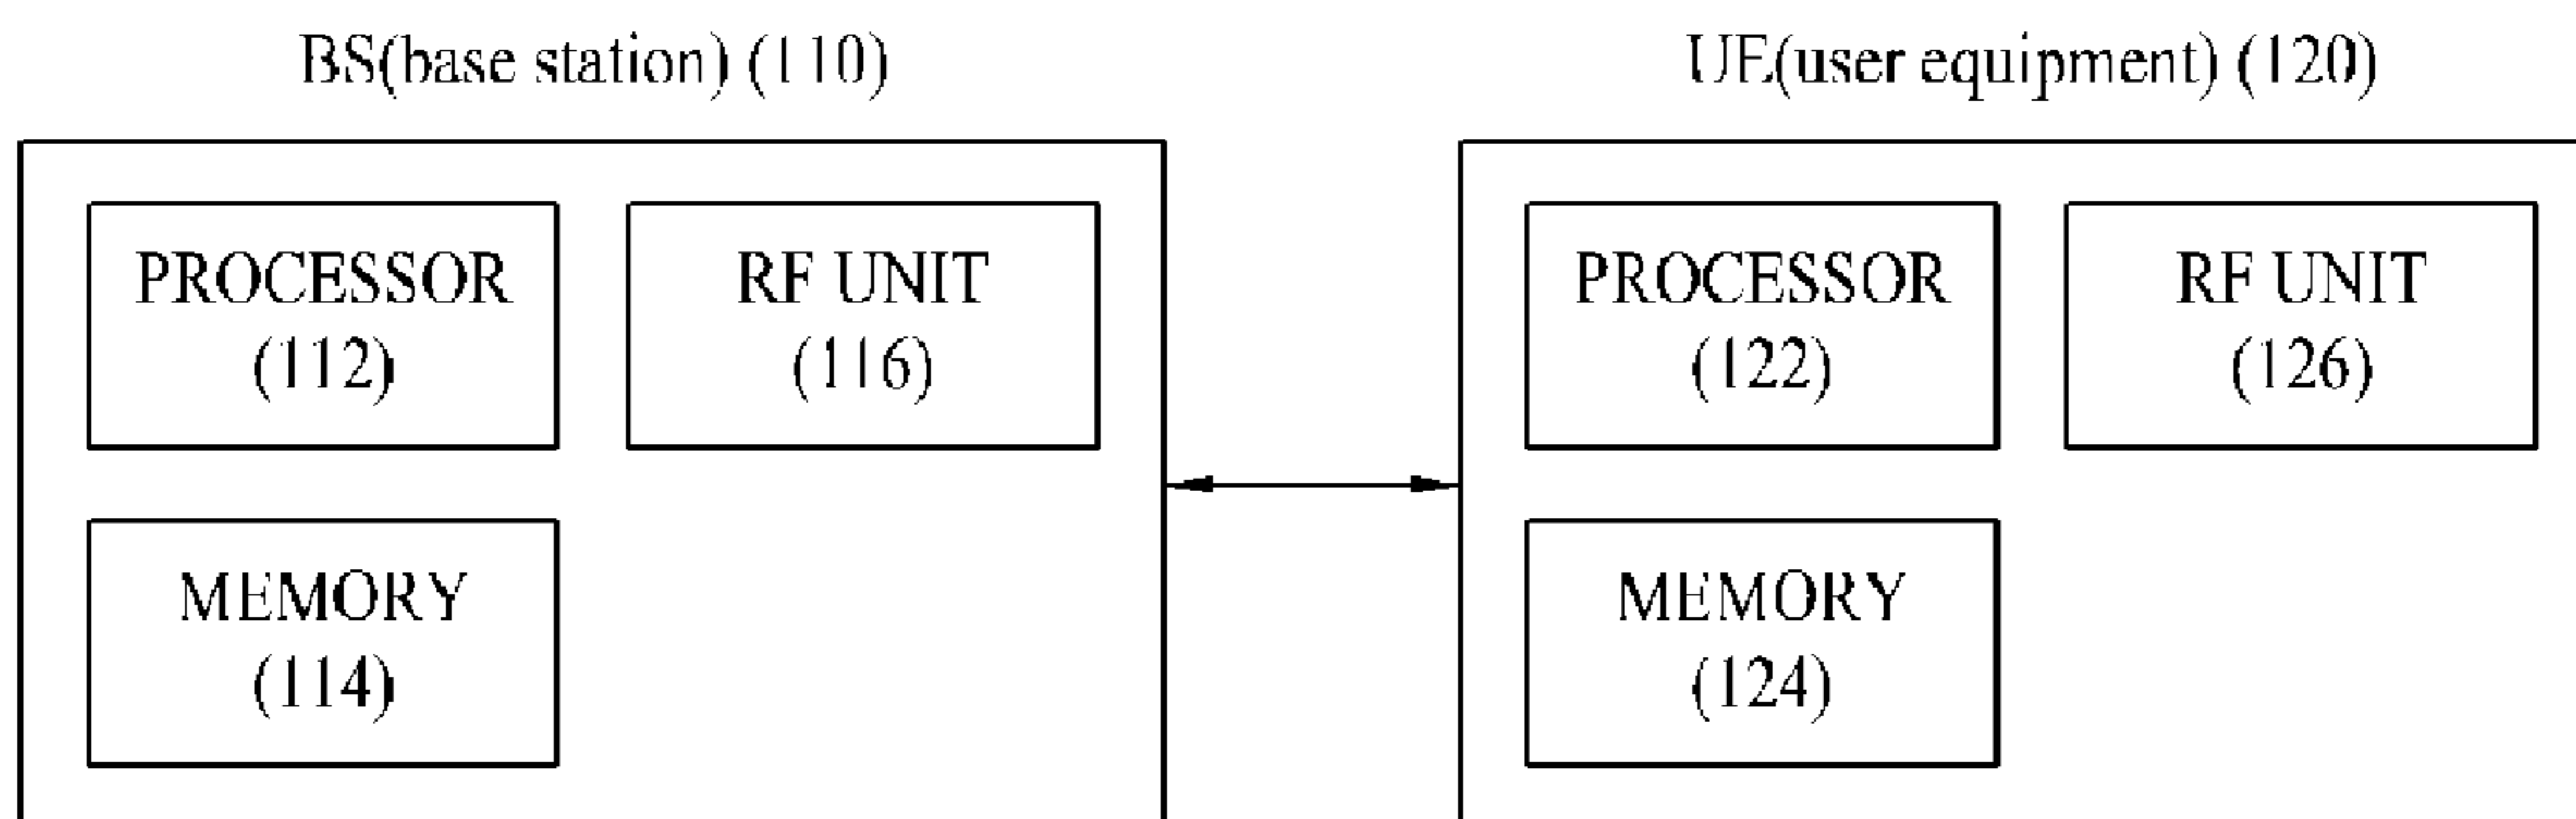 BS(base station) (110)
UE(user equipment) (120)
PROCESSOR
(112)
RF UNIT
(116)
MEMORY
(114)
PROCESSOR
(122)
RF UNIT
(126)
MEMORY
(124)